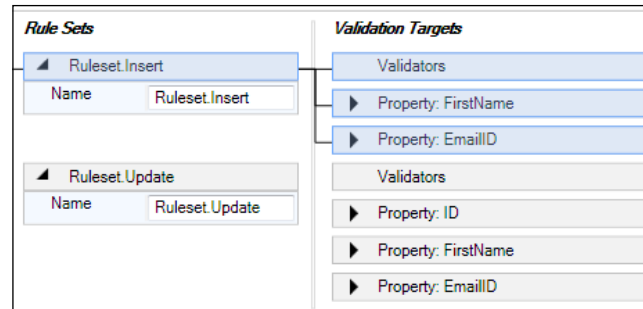 Rule Sets
Ruleset.Insert
Name Ruleset.Insert
Ruleset.Update
Name Ruleset.Update
Validation Targets
Validators
Property: FirstName
Property: EmailID
Validators
Property: ID
Property: FirstName
Property: EmailID